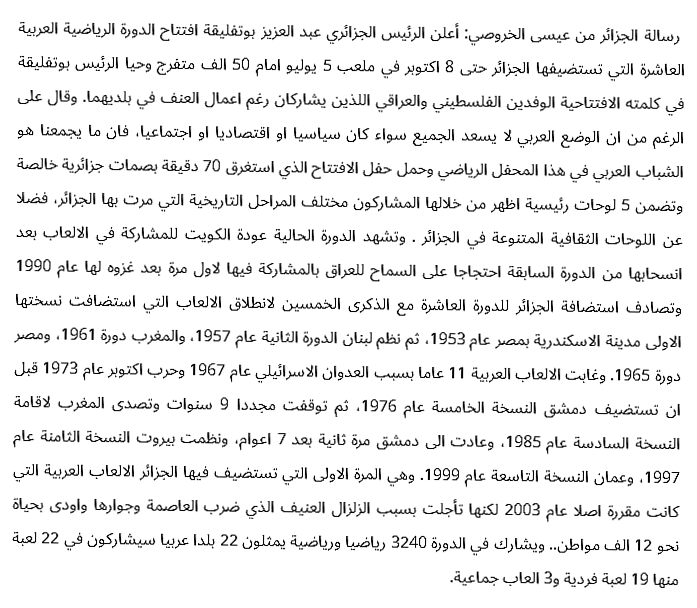 رسالة الجزائر من عيسى الخروصي: أعلن الرئيس الجزائري عبد العزيز بوتفليقة افتتاح الدورة الرياضية العربية
العاشرة التي تستضيفها الجزائر حتى 8 اكتوبر في ملعب 5 يوليو امام 50 الف متفرج وحيا الرئيس بوتفليقة
في كلمته الافتتاحية الوفدين الفلسطيني والعراقي اللذين يشاركان رغم اعمال العنف في بلديهما. وقال على
الرغم من ان الوضع العربي لا يسعد الجميع سواء كان سياسيا او اقتصاديا او اجتماعيا، فان ما يجمعنا هو
الشباب العربي في هذا المحفل الرياضي وحمل حفل الافتتاح الذي استغرق 70 دقيقة بصمات جزائرية خالصة
وتضمن 5 لوحات رئيسية اظهر من خلالها المشاركون مختلف المراحل التاريخية التي مرت بها الجزائر، فضلا
عن اللوحات الثقافية المتنوعة في الجزائر . وتشهد الدورة الحالية عودة الكويت للمشاركة في الالعاب بعد
انسحابها من الدورة السابقة احتجاجا على السماح للعراق بالمشاركة فيها لاول مرة بعد غزوه لها عام 1990
وتصادف استضافة الجزائر للدورة العاشرة مع الذكرى الخمسين لانطلاق الالعاب التي استضافت نسختها
الاولى مدينة الاسكندرية بمصر عام 1953، ثم نظم لبنان الدورة الثانية عام 1957، والمغرب دورة 1961، ومصر
دورة 1965. وغابت الالعاب العربية 11 عاما بسبب العدوان الاسرائيلي عام 1967 وحرب اكتوبر عام 1973 قبل
ان تستضيف دمشق النسخة الخامسة عام 1976، ثم توقفت مجددا 9 سنوات وتصدى المغرب لاقامة
النسخة السادسة عام 1985، وعادت الى دمشق مرة ثانية بعد 7 اعوام، ونظمت بيروت النسخة الثامنة عام
1997، وعمان النسخة التاسعة عام 1999. وهي المرة الاولى التي تستضيف فيها الجزائر الالعاب العربية التي
كانت مقررة اصلا عام 2003 لكنها تأجلت بسبب الزلزال العنيف الذي ضرب العاصمة وجوارها واودى بحياة
نحو 12 الف مواطن.. ويشارك في الدورة 3240 رياضيا ورياضية يمثلون 22 بلدا عربيا سيشاركون في 22 لعبة
منها 19 لعبة فردية و3 العاب جماعية.